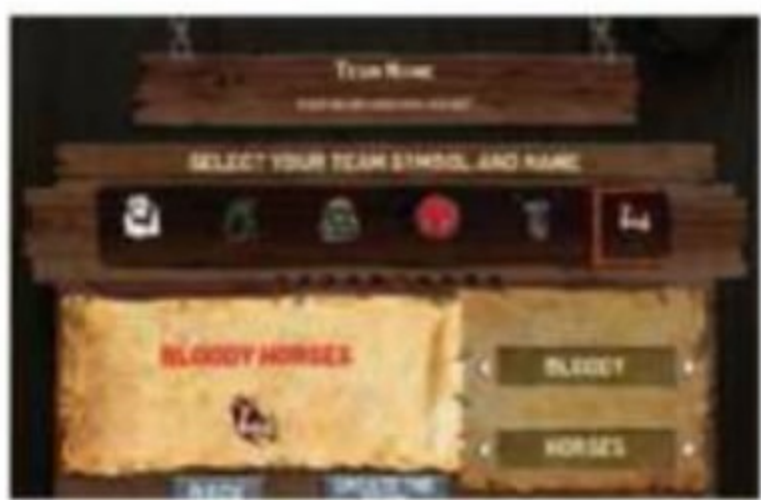 TEAM NAME
SELECT YOUR TEAM SYMBOL AND NAME
BLOODY HORSES
BLOODY
HORSES